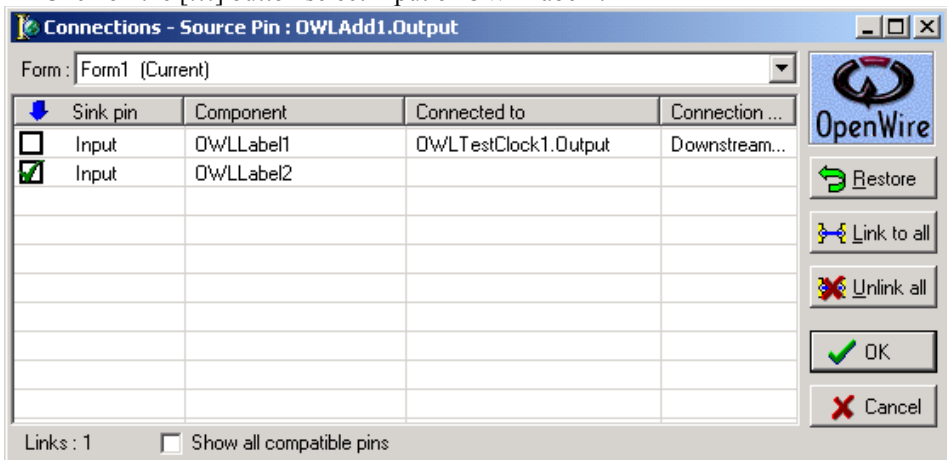 Connections - Source Pin : OWLAdd1.Output
Form : Form1 (Current)
Sink pin Component Connected to Connection ...
Input OWLLabel1 OWLTestClock1.Output Downstream...
Input OWLLabel2
OpenWire
Restore
Link to all
Unlink all
OK
Cancel
Links : 1 Show all compatible pins